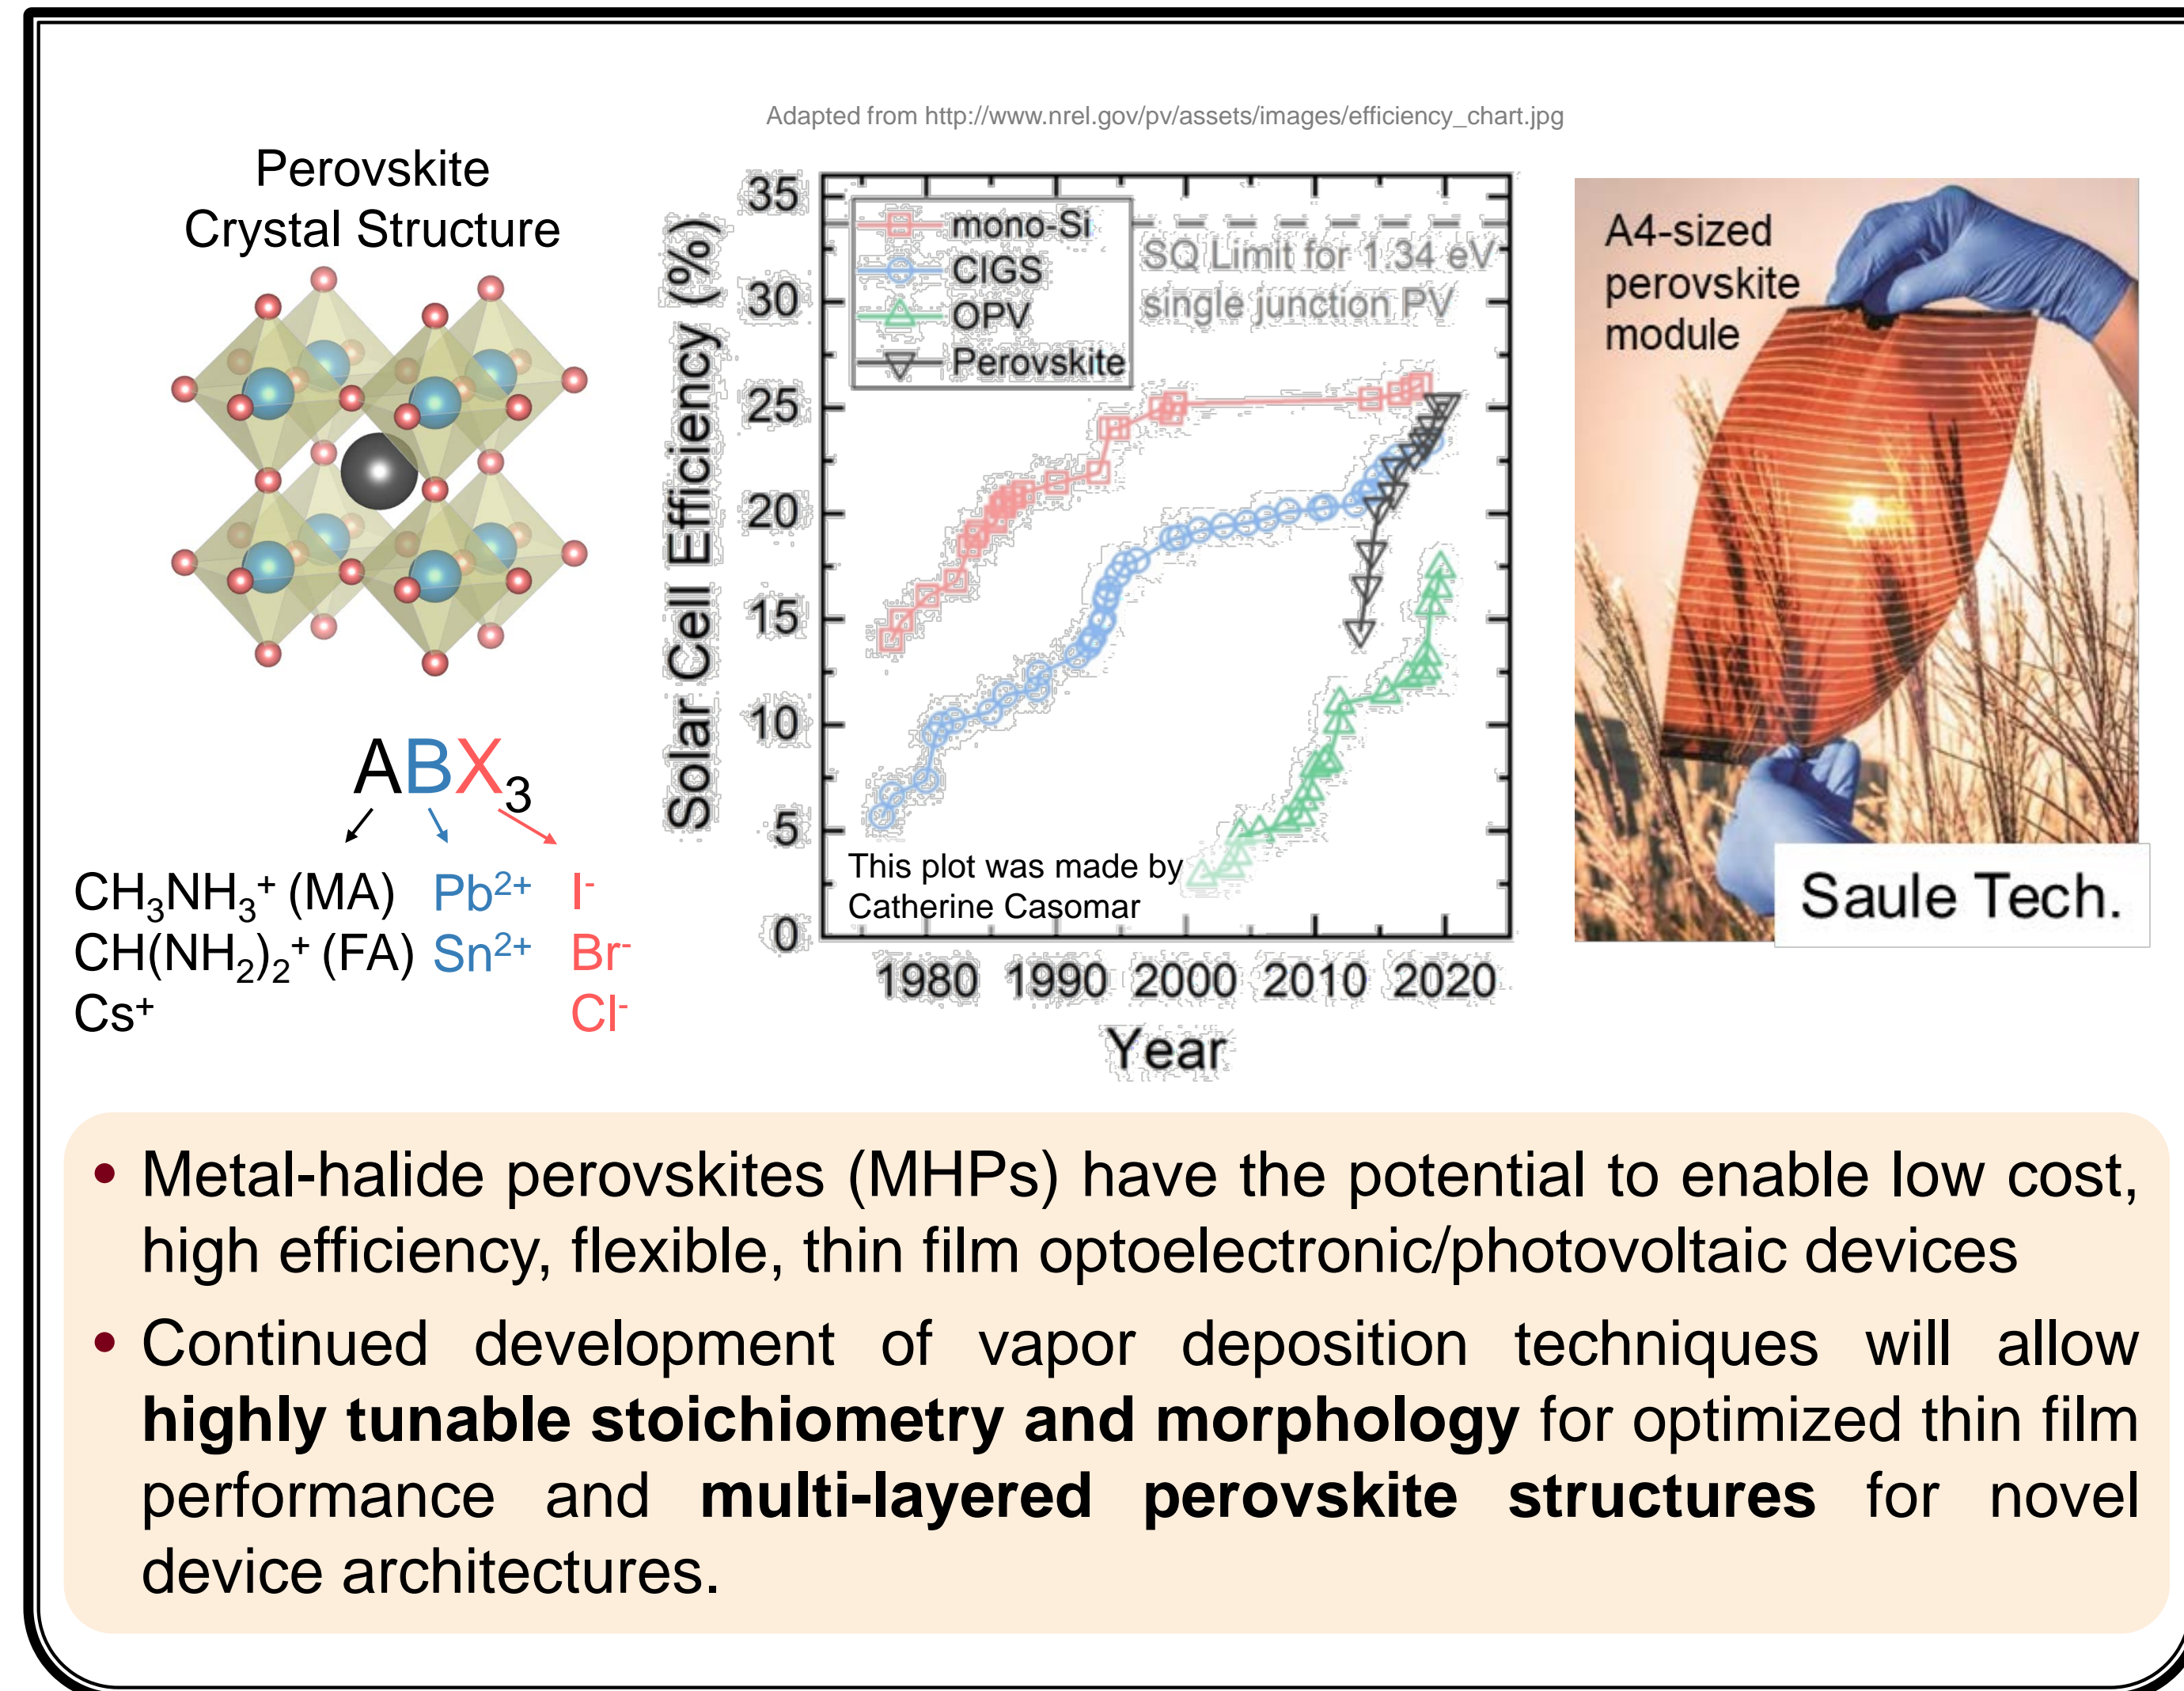 Adapted from http://www.nrel.gov/pv/assets/images/efficiency_chart.jpg
Perovskite
Crystal Structure
ABX₃
CH₃NH₃⁺ (MA) Pb²⁺ I⁻
CH(NH₂)₂⁺ (FA) Sn²⁺ Br⁻
Cs⁺ Cl⁻
Solar Cell Efficiency (%)
35
30
25
20
15
10
5
0
mono-Si
CIGS
OPV
Perovskite
SQ Limit for 1.34 eV
single junction PV
This plot was made by
Catherine Casomar
1980 1990 2000 2010 2020
Year
A4-sized
perovskite
module
Saule Tech.
• Metal-halide perovskites (MHPs) have the potential to enable low cost,
high efficiency, flexible, thin film optoelectronic/photovoltaic devices
• Continued development of vapor deposition techniques will allow
highly tunable stoichiometry and morphology for optimized thin film
performance and multi-layered perovskite structures for novel
device architectures.